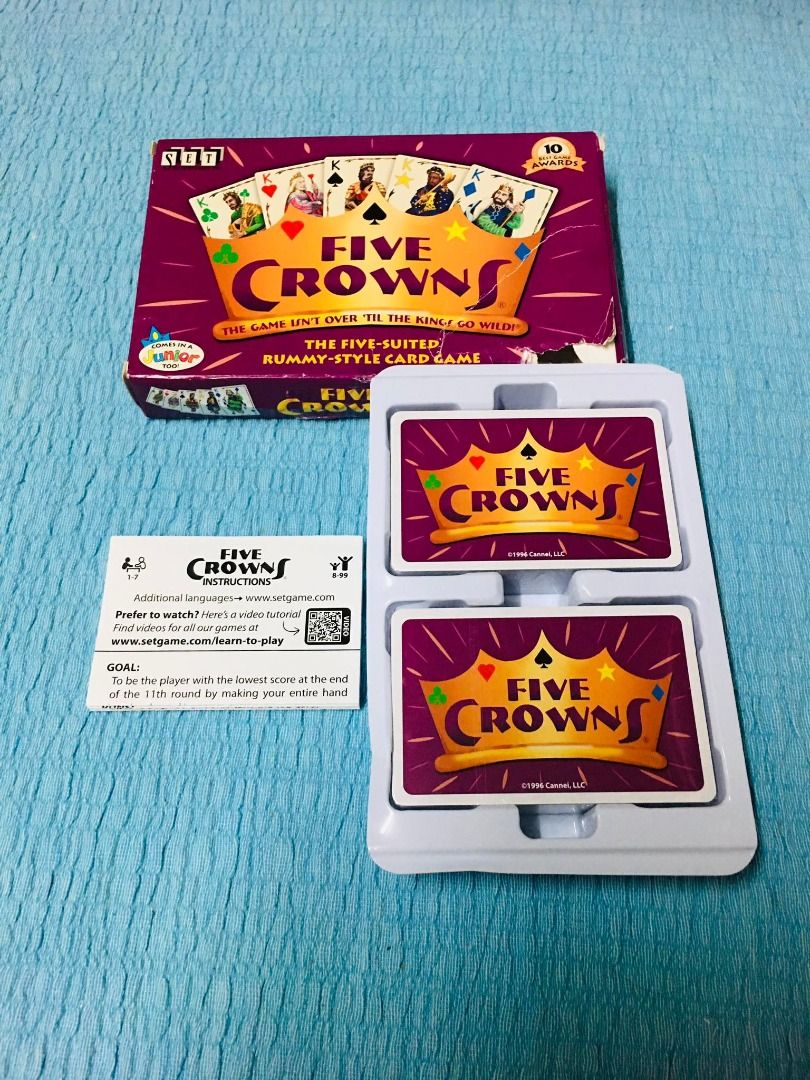 SET
10
BEST GAME
AWARDS
K
K
K
K
K
FIVE
CROWNS®
THE GAME ISN'T OVER 'TIL THE KINGS GO WILD!®
THE FIVE-SUITED
RUMMY-STYLE CARD GAME
COMES IN A
Junior
TOO!
FIV
CROW
FIVE
CROWNS®
©1996 Cannei, LLC
FIVE
CROWNS®
INSTRUCTIONS
1-7
8-99
Additional languages→ www.setgame.com
Prefer to watch? Here's a video tutorial
Find videos for all our games at
www.setgame.com/learn-to-play
VIDEO
GOAL:
To be the player with the lowest score at the end
of the 11th round by making your entire hand
FIVE
CROWNS®
©1996 Cannei, LLC